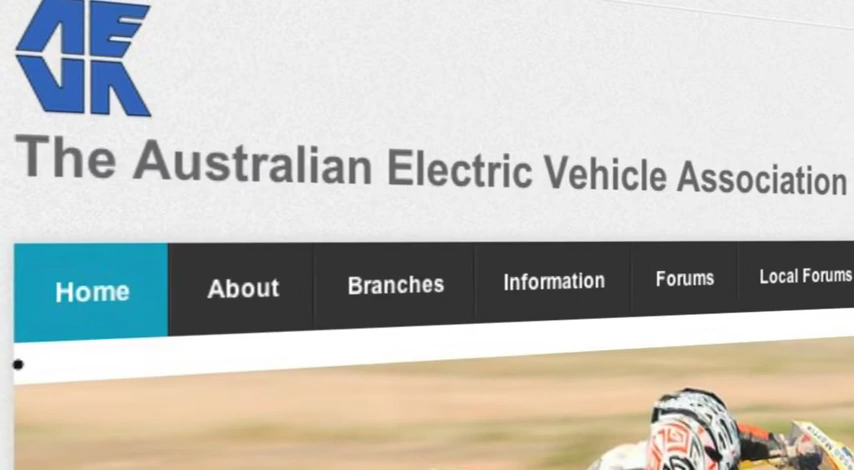 AEVA
The Australian Electric Vehicle Association
Home About Branches Information Forums Local Forums